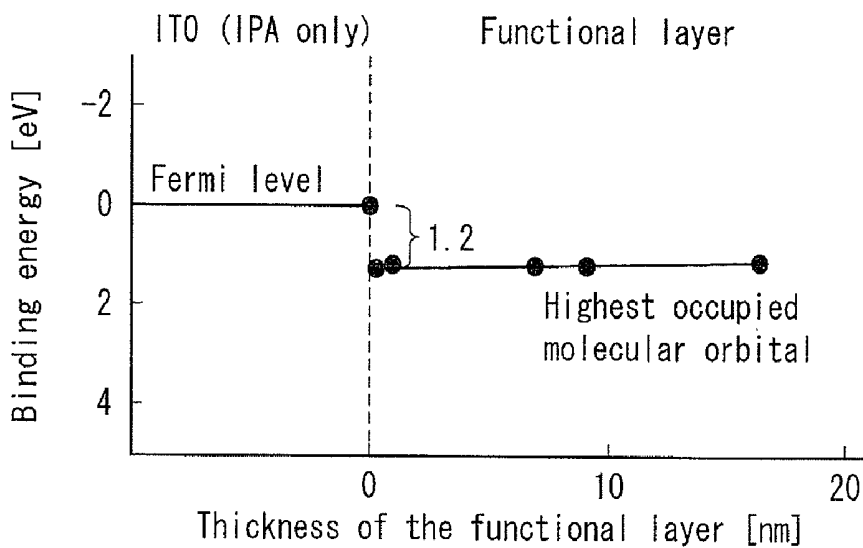 ITO (IPA only)
Functional layer
Binding energy [eV]
-2
0
2
4
Fermi level
1.2
Highest occupied
molecular orbital
0
10
20
Thickness of the functional layer [nm]